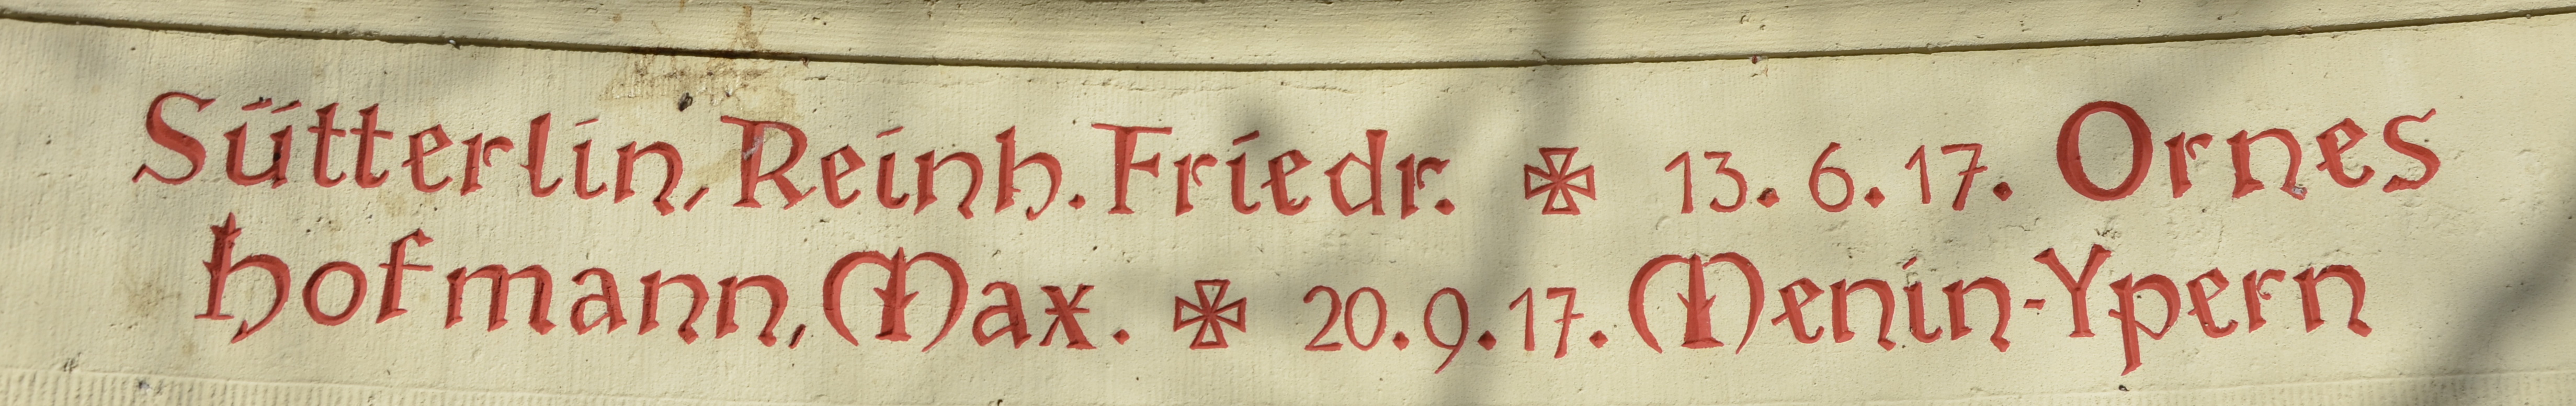 Sütterlin, Reinh. Friedr. ✠ 13. 6. 17. Ornes
Hofmann, Max. ✠ 20. 9. 17. Menin-Ypern